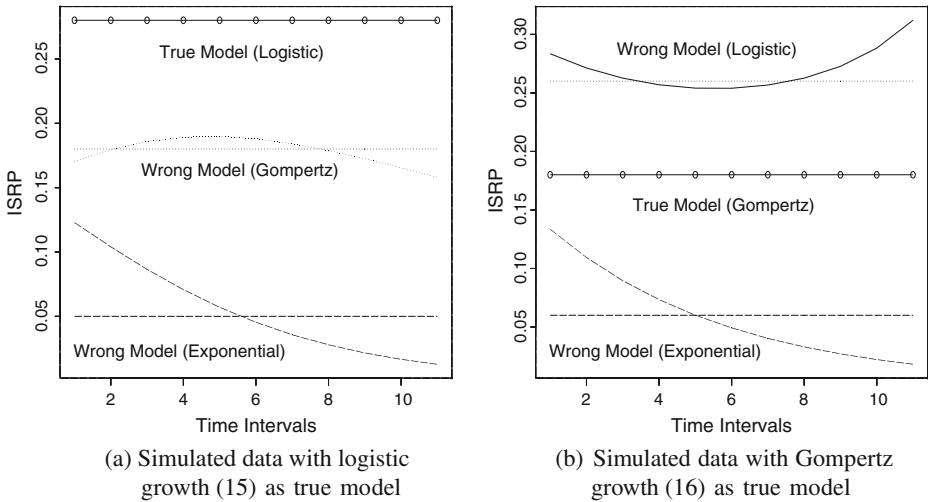 ISRP
0.05 0.10 0.15 0.20 0.25
True Model (Logistic)
Wrong Model (Gompertz)
Wrong Model (Exponential)
2 4 6 8 10
Time Intervals
(a) Simulated data with logistic
growth (15) as true model
ISRP
0.05 0.10 0.15 0.20 0.25 0.30
Wrong Model (Logistic)
True Model (Gompertz)
Wrong Model (Exponential)
2 4 6 8 10
Time Intervals
(b) Simulated data with Gompertz
growth (16) as true model